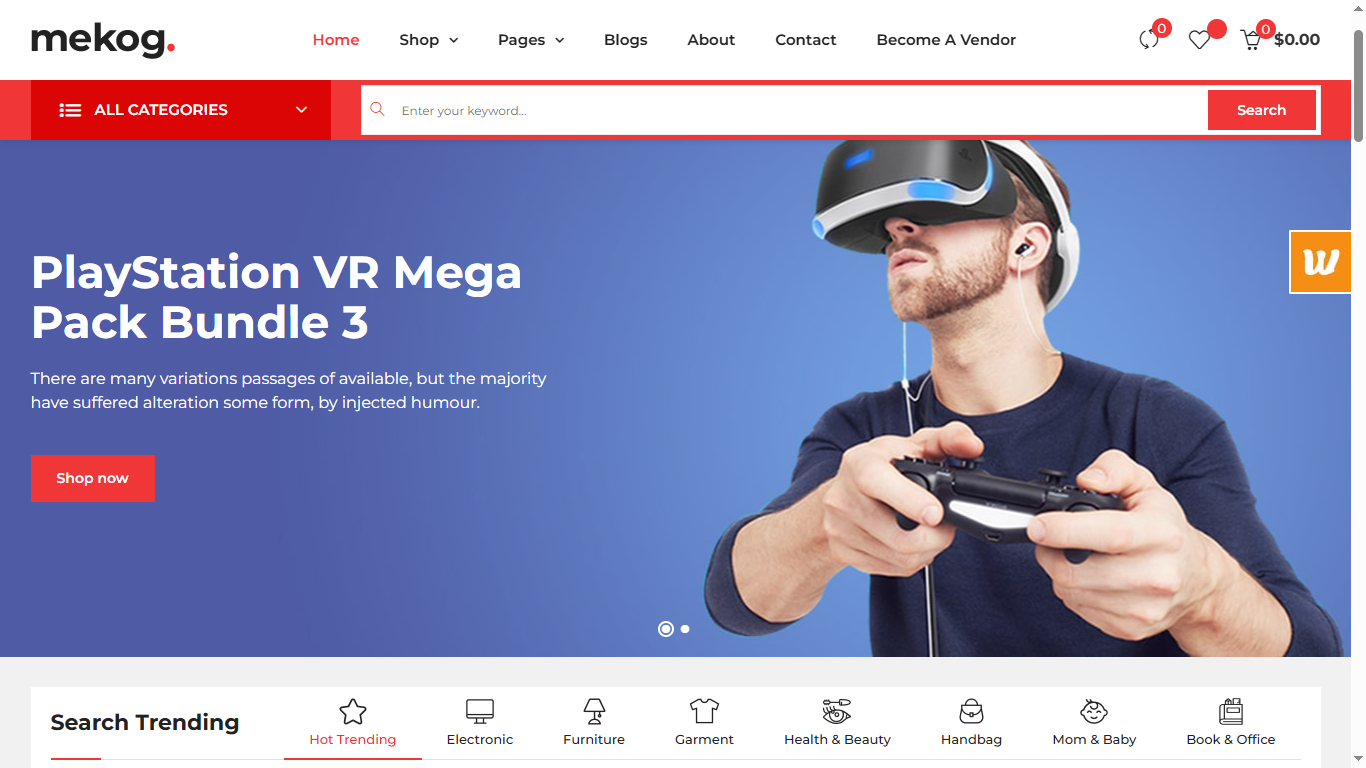 mekog.
Home
Shop
Pages
Blogs
About
Contact
Become A Vendor
0
0
$0.00
ALL CATEGORIES
Enter your keyword...
Search
PlayStation VR Mega
Pack Bundle 3
There are many variations passages of available, but the majority
have suffered alteration some form, by injected humour.
Shop now
W
Search Trending
Hot Trending
Electronic
Furniture
Garment
Health & Beauty
Handbag
Mom & Baby
Book & Office